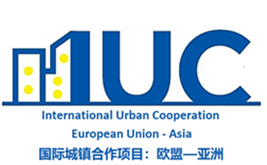 IUC
International Urban Cooperation
European Union - Asia
国际城镇合作项目：欧盟—亚洲